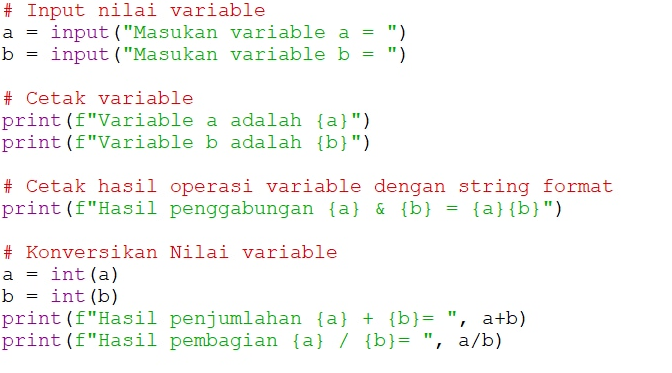 # Input nilai variable
a = input("Masukan variable a = ")
b = input("Masukan variable b = ")
# Cetak variable
print(f"Variable a adalah {a}")
print(f"Variable b adalah {b}")
# Cetak hasil operasi variable dengan string format
print(f"Hasil penggabungan {a} & {b} = {a}{b}")
# Konversikan Nilai variable
a = int(a)
b = int(b)
print(f"Hasil penjumlahan {a} + {b}= ", a+b)
print(f"Hasil pembagian {a} / {b}= ", a/b)